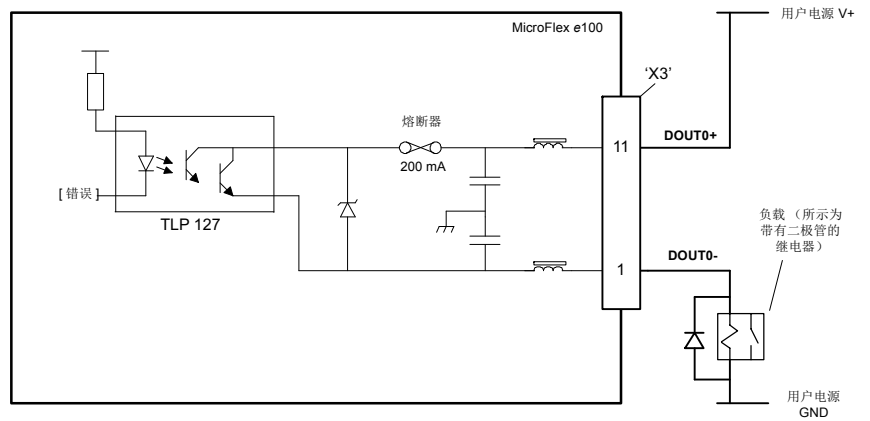 用户电源 V+
MicroFlex e100
'X3'
熔断器
200 mA
11
DOUT0+
[ 错误 ]
TLP 127
负载 （所示为
带有二极管的
继电器）
DOUT0-
1
用户电源
GND